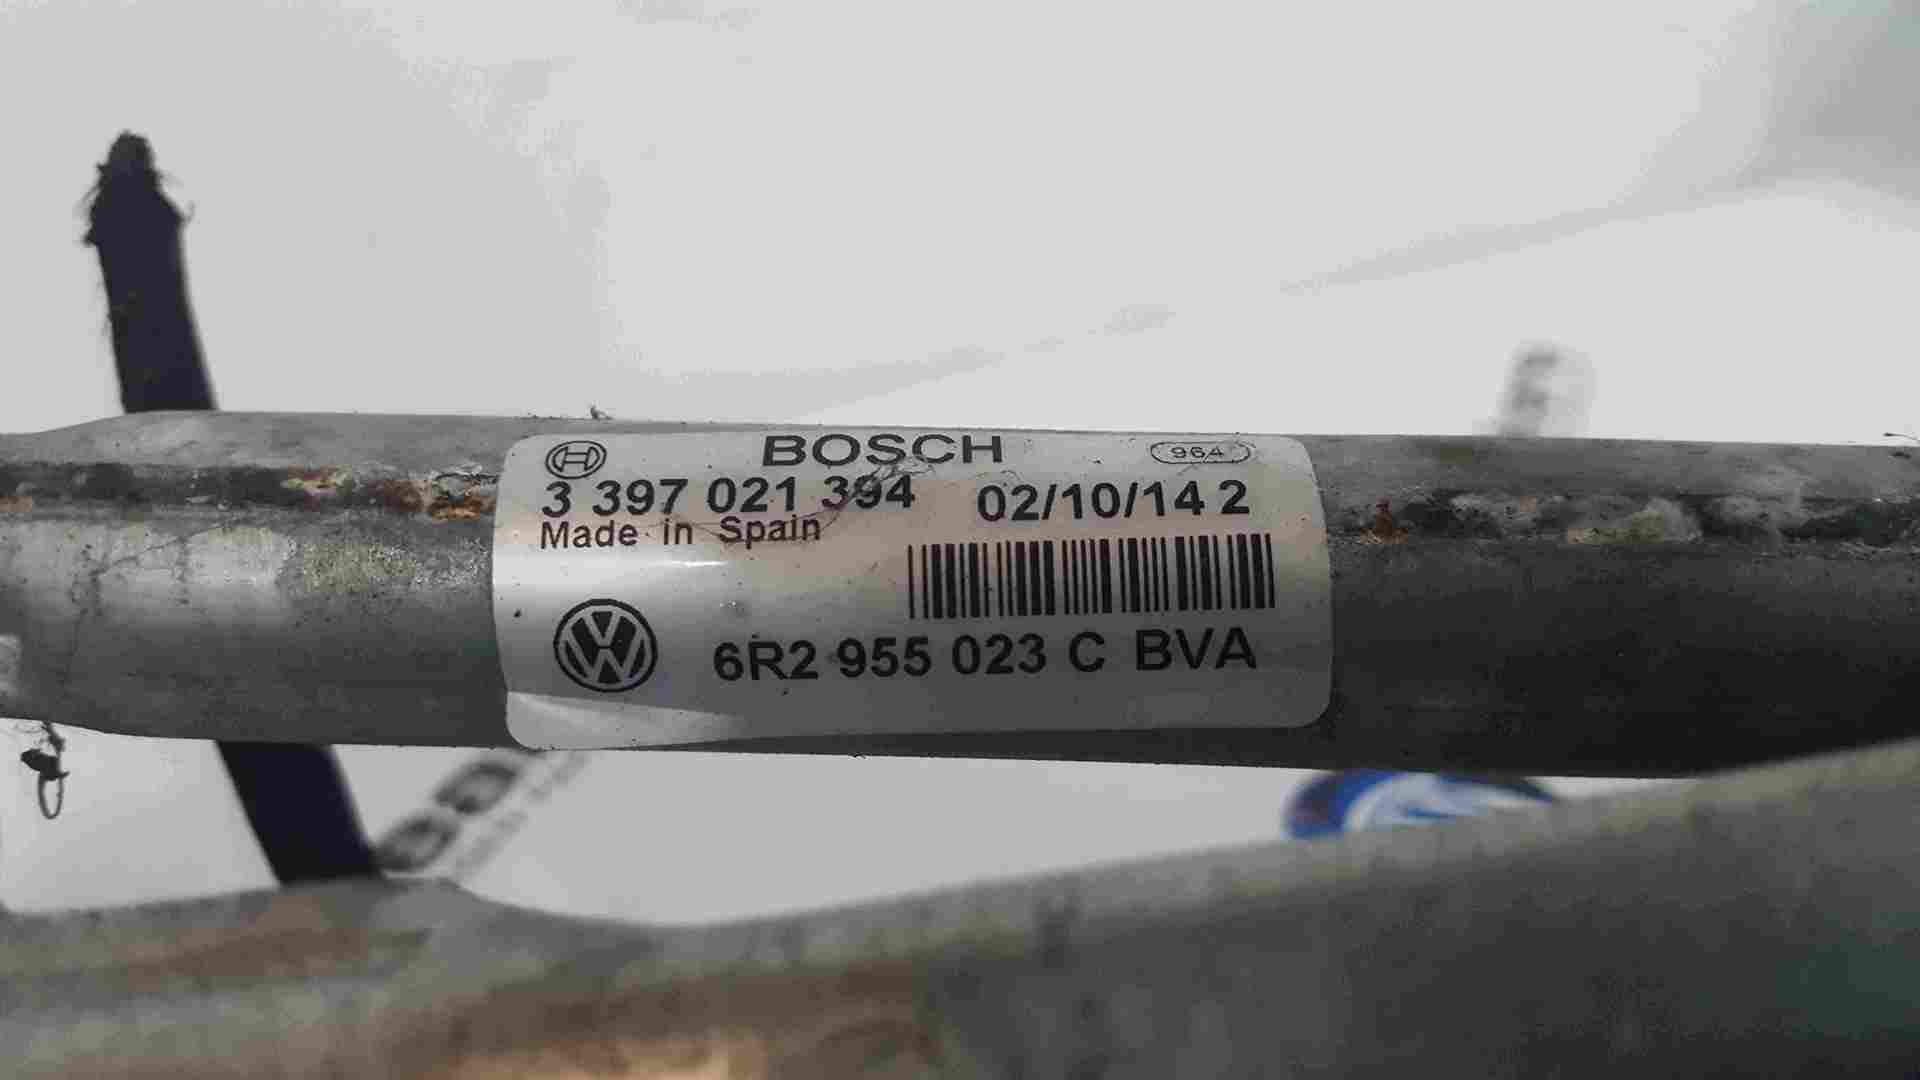 BOSCH 964
3 397 021 394 02/10/14 2
Made in Spain
6R2 955 023 C BVA